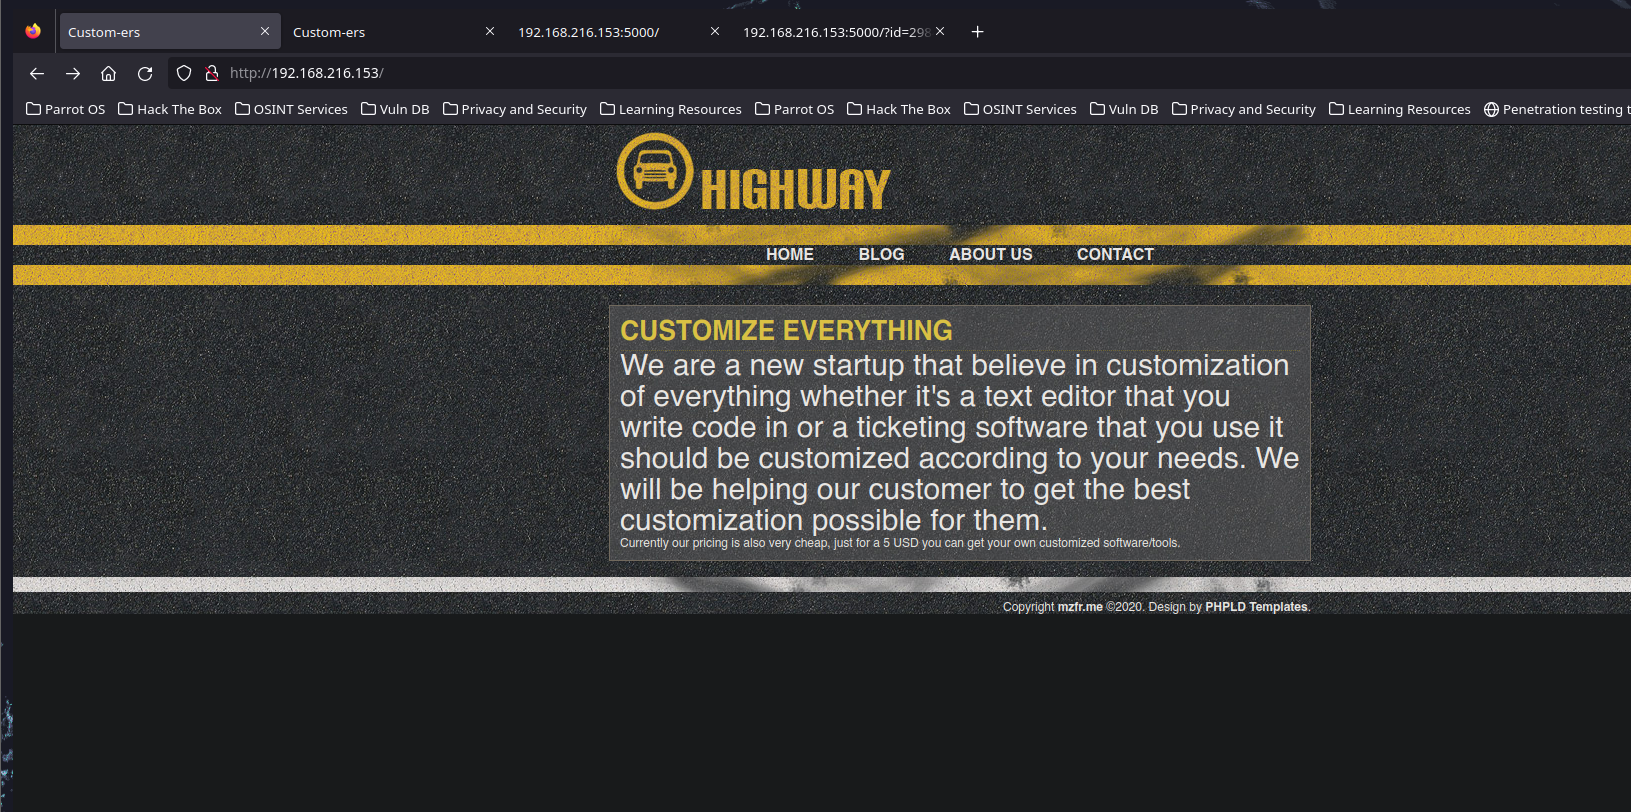 Custom-ers
Custom-ers
192.168.216.153:5000/
192.168.216.153:5000/?id=298
http://192.168.216.153/
Parrot OS Hack The Box OSINT Services Vuln DB Privacy and Security Learning Resources Parrot OS Hack The Box OSINT Services Vuln DB Privacy and Security Learning Resources Penetration testing t
HIGHWAY
HOME BLOG ABOUT US CONTACT
CUSTOMIZE EVERYTHING
We are a new startup that believe in customization
of everything whether it's a text editor that you
write code in or a ticketing software that you use it
should be customized according to your needs. We
will be helping our customer to get the best
customization possible for them.
Currently our pricing is also very cheap, just for a 5 USD you can get your own customized software/tools.
Copyright mzfr.me ©2020. Design by PHPLD Templates.